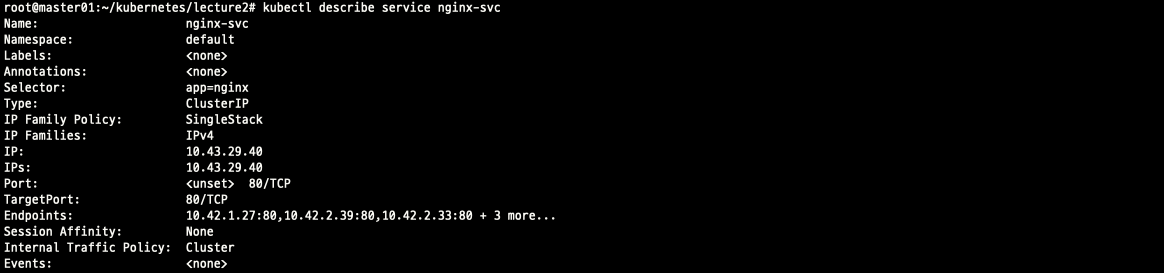 root@master01:~/kubernetes/lecture2# kubectl describe service nginx-svc
Name:                     nginx-svc
Namespace:                default
Labels:                   <none>
Annotations:              <none>
Selector:                 app=nginx
Type:                     ClusterIP
IP Family Policy:         SingleStack
IP Families:              IPv4
IP:                       10.43.29.40
IPs:                      10.43.29.40
Port:                     <unset>  80/TCP
TargetPort:               80/TCP
Endpoints:                10.42.1.27:80,10.42.2.39:80,10.42.2.33:80 + 3 more...
Session Affinity:         None
Internal Traffic Policy:  Cluster
Events:                   <none>